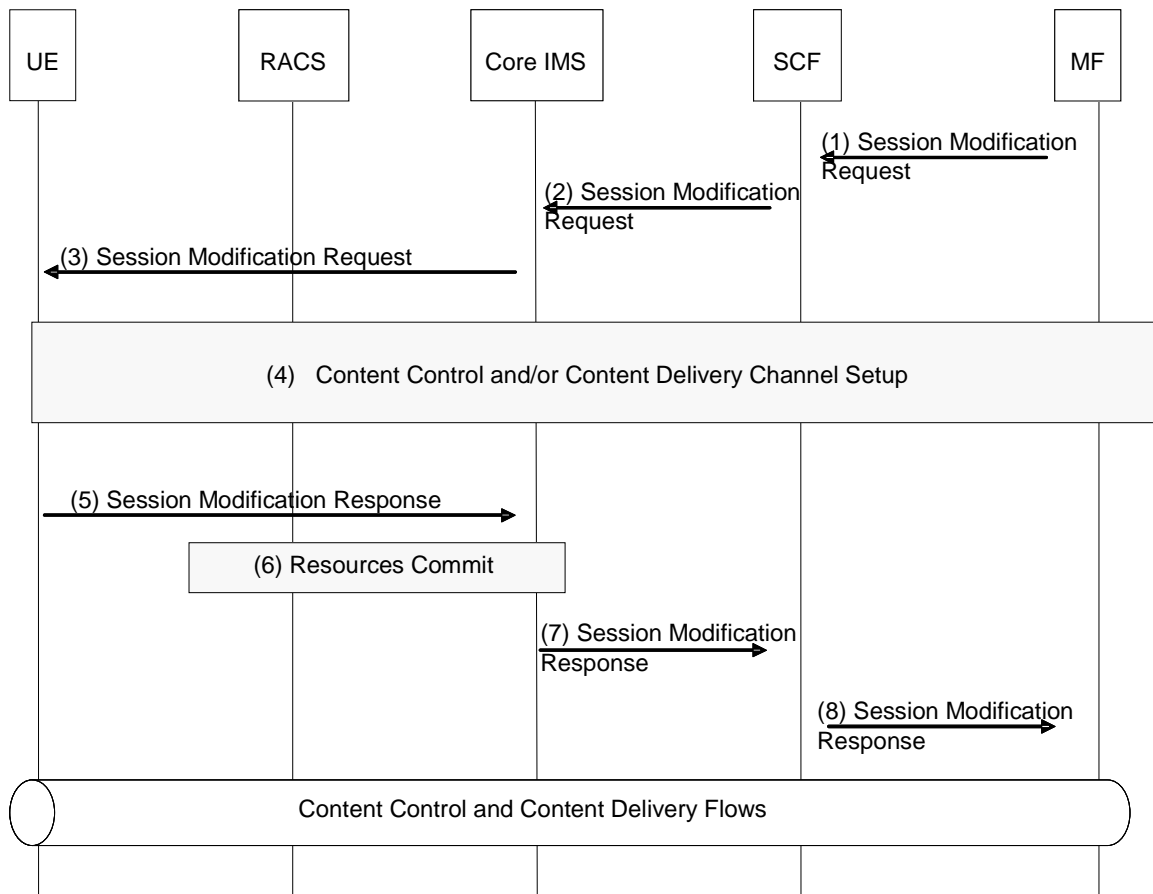 UE
RACS
Core IMS
SCF
MF
(1) Session Modification
Request
(2) Session Modification
Request
(3) Session Modification Request
(4) Content Control and/or Content Delivery Channel Setup
(5) Session Modification Response
(6) Resources Commit
(7) Session Modification
Response
(8) Session Modification
Response
Content Control and Content Delivery Flows